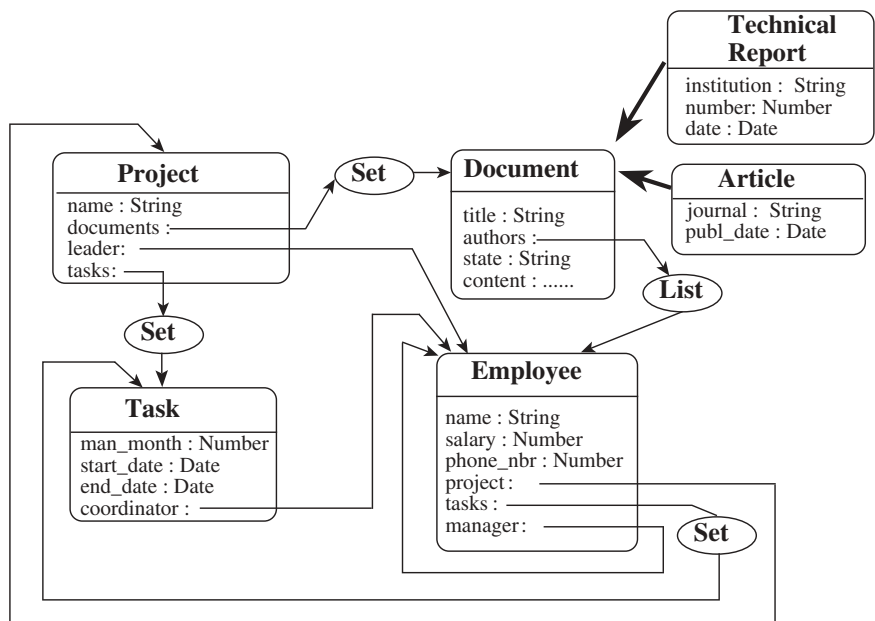 Technical
Report
institution : String
number: Number
date : Date
Project
name : String
documents :
leader:
tasks:
Set
Document
title : String
authors :
state : String
content : ......
Article
journal : String
publ_date : Date
List
Set
Task
man_month : Number
start_date : Date
end_date : Date
coordinator :
Employee
name : String
salary : Number
phone_nbr : Number
project :
tasks :
manager:
Set